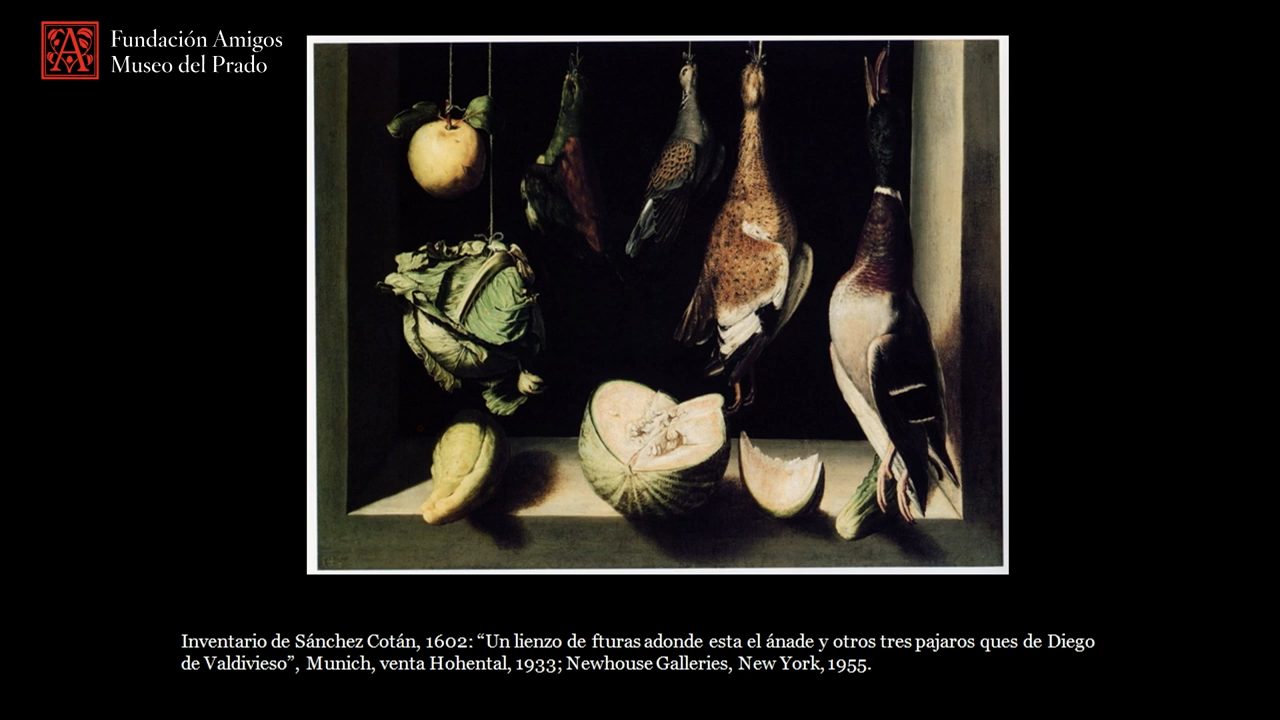 Fundación Amigos
Museo del Prado
Inventario de Sánchez Cotán, 1602: “Un lienzo de fturas adonde esta el ánade y otros tres pajaros ques de Diego
de Valdivieso”, Munich, venta Hohental, 1933; Newhouse Galleries, New York, 1955.